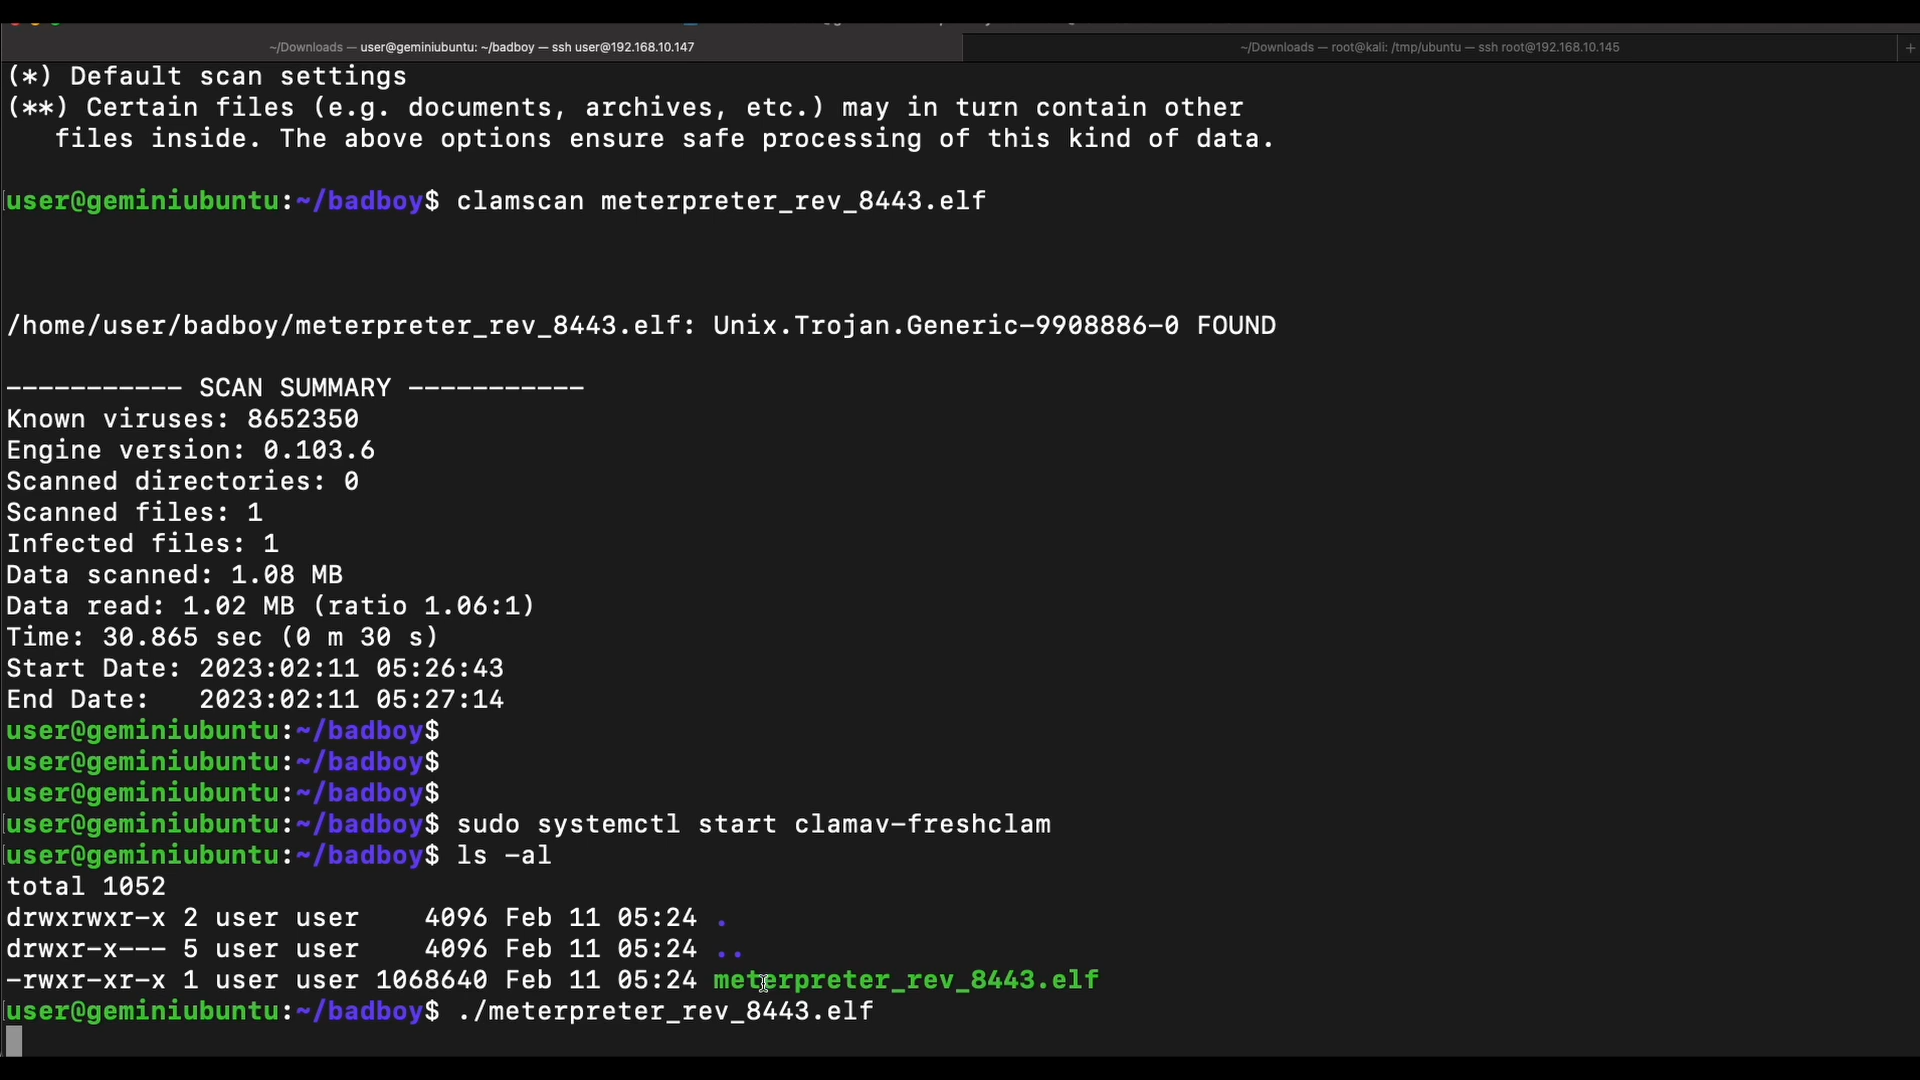 ~/Downloads — user@geminiubuntu: ~/badboy — ssh user@192.168.10.147
~/Downloads — root@kali: /tmp/ubuntu — ssh root@192.168.10.145
+
(*) Default scan settings
(**) Certain files (e.g. documents, archives, etc.) may in turn contain other
files inside. The above options ensure safe processing of this kind of data.
user@geminiubuntu:~/badboy$ clamscan meterpreter_rev_8443.elf
/home/user/badboy/meterpreter_rev_8443.elf: Unix.Trojan.Generic-9908886-0 FOUND
----------- SCAN SUMMARY -----------
Known viruses: 8652350
Engine version: 0.103.6
Scanned directories: 0
Scanned files: 1
Infected files: 1
Data scanned: 1.08 MB
Data read: 1.02 MB (ratio 1.06:1)
Time: 30.865 sec (0 m 30 s)
Start Date: 2023:02:11 05:26:43
End Date:   2023:02:11 05:27:14
user@geminiubuntu:~/badboy$
user@geminiubuntu:~/badboy$
user@geminiubuntu:~/badboy$
user@geminiubuntu:~/badboy$ sudo systemctl start clamav-freshclam
user@geminiubuntu:~/badboy$ ls -al
total 1052
drwxrwxr-x 2 user user    4096 Feb 11 05:24 .
drwxr-x--- 5 user user    4096 Feb 11 05:24 ..
-rwxr-xr-x 1 user user 1068640 Feb 11 05:24 meterpreter_rev_8443.elf
user@geminiubuntu:~/badboy$ ./meterpreter_rev_8443.elf